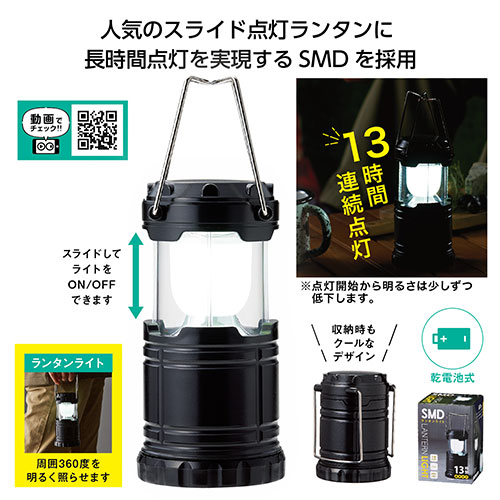 人気のスライド点灯ランタンに
長時間点灯を実現する SMD を採用
動画で
チェック!!
13時間
連続点灯
スライドして
ライトを
ON/OFF
できます
※点灯開始から明るさは少しずつ
低下します。
ランタンライト
周囲360度を
明るく照らせます
収納時も
クールな
デザイン
乾電池式
SMD
LANTERN LIGHT
13